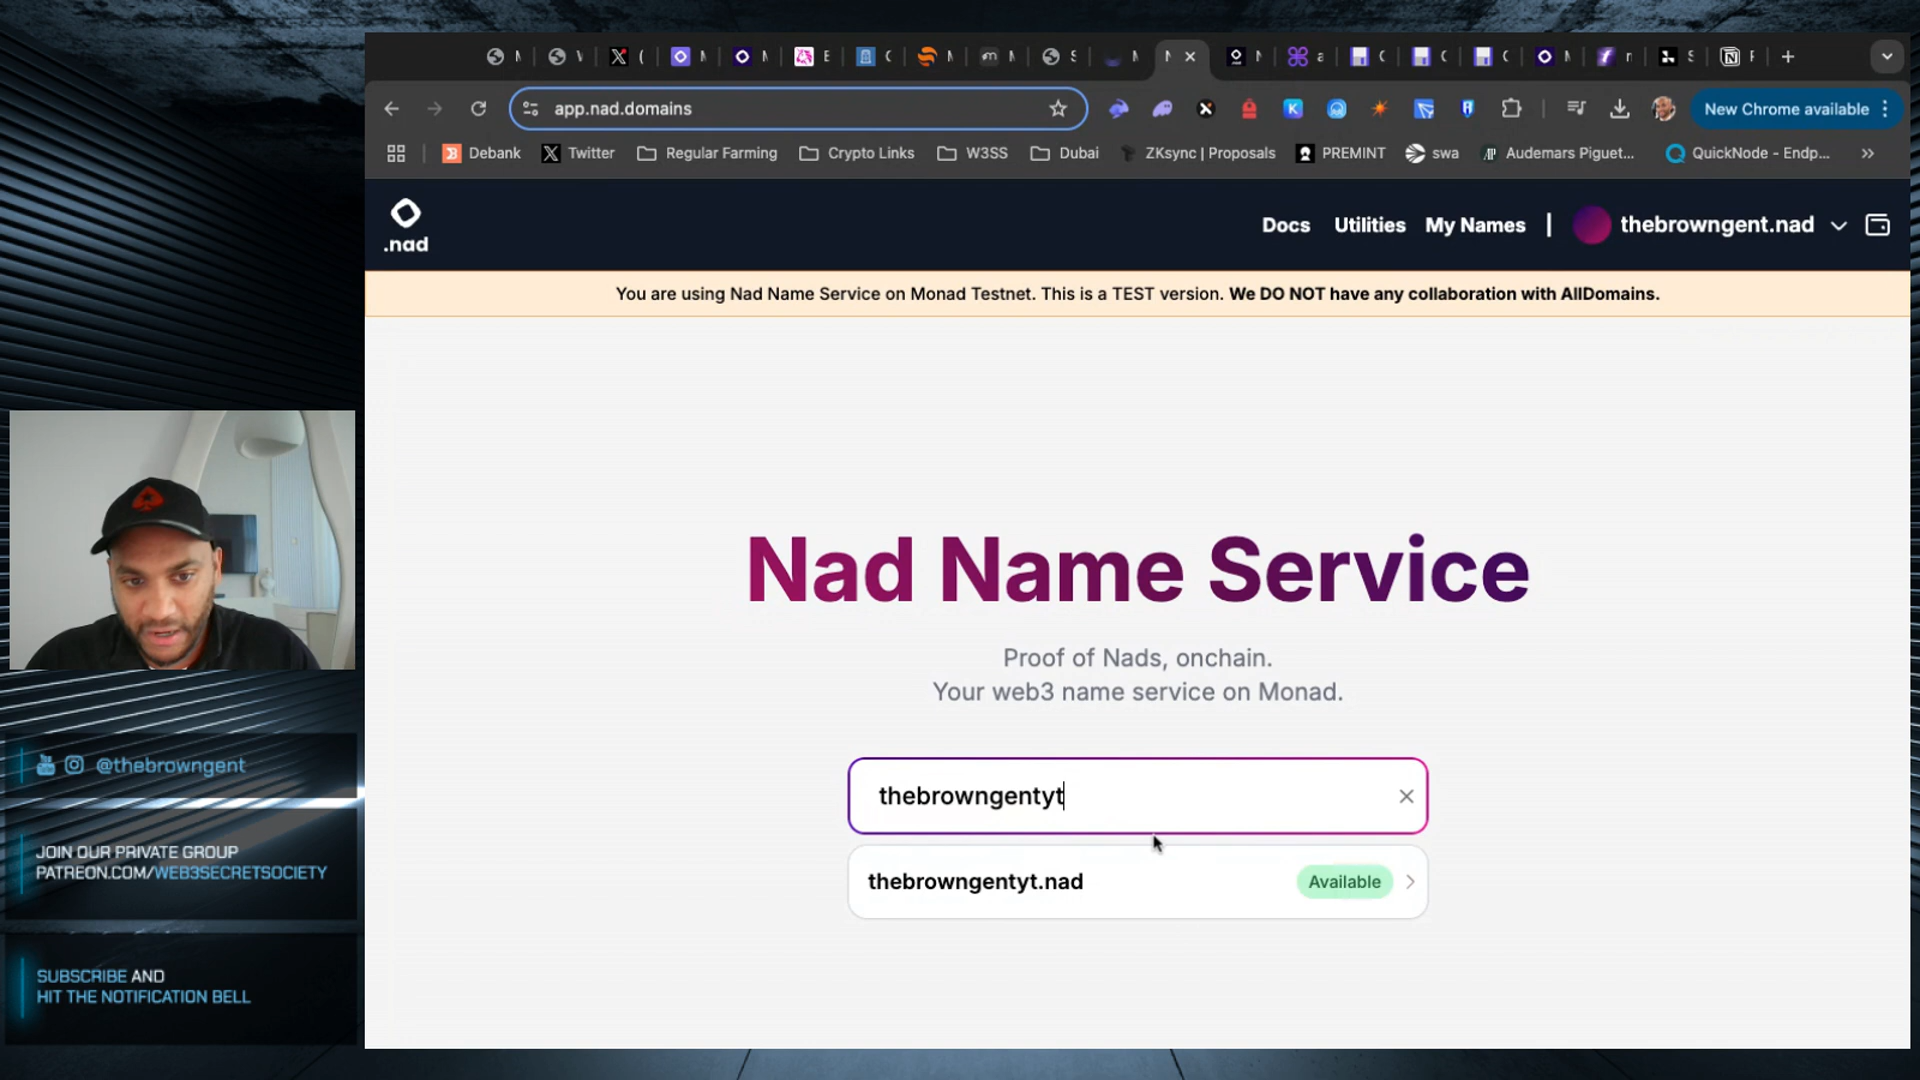 app.nad.domains
New Chrome available
Debank
Twitter
Regular Farming
Crypto Links
W3SS
Dubai
ZKsync | Proposals
PREMINT
swa
Audemars Piguet...
QuickNode - Endp...
.nad
Docs
Utilities
My Names
thebrowngent.nad
You are using Nad Name Service on Monad Testnet. This is a TEST version. We DO NOT have any collaboration with AllDomains.
Nad Name Service
Proof of Nads, onchain.
Your web3 name service on Monad.
thebrowngentyt
thebrowngentyt.nad
Available
@thebrowngent
JOIN OUR PRIVATE GROUP
PATREON.COM/WEB3SECRETSOCIETY
SUBSCRIBE AND
HIT THE NOTIFICATION BELL